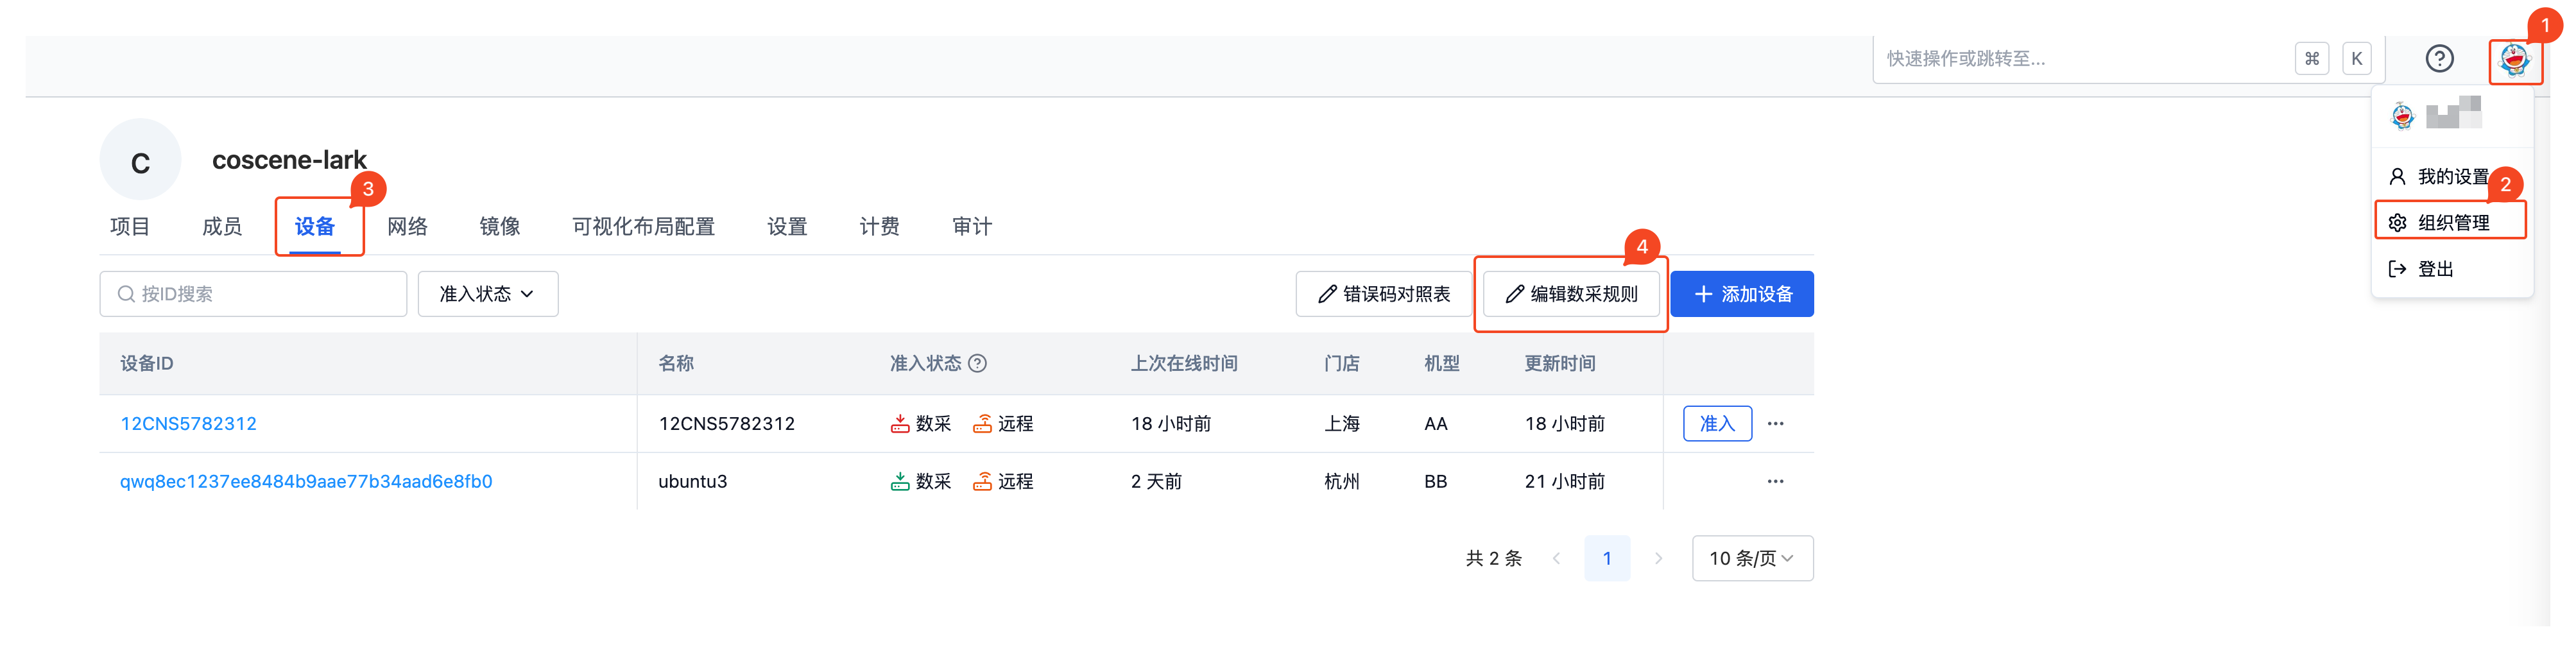 1
快速操作或跳转至...
⌘ K
C
coscene-lark
3
我的设置
2
组织管理
登出
项目 成员 设备 网络 镜像 可视化布局配置 设置 计费 审计
4
按ID搜索 准入状态 错误码对照表 编辑数采规则 添加设备
设备ID 名称 准入状态 上次在线时间 门店 机型 更新时间
12CNS5782312 12CNS5782312 数采 远程 18 小时前 上海 AA 18 小时前 准入 ···
qwq8ec1237ee8484b9aae77b34aad6e8fb0 ubuntu3 数采 远程 2 天前 杭州 BB 21 小时前 ···
共 2 条 < 1 > 10 条/页